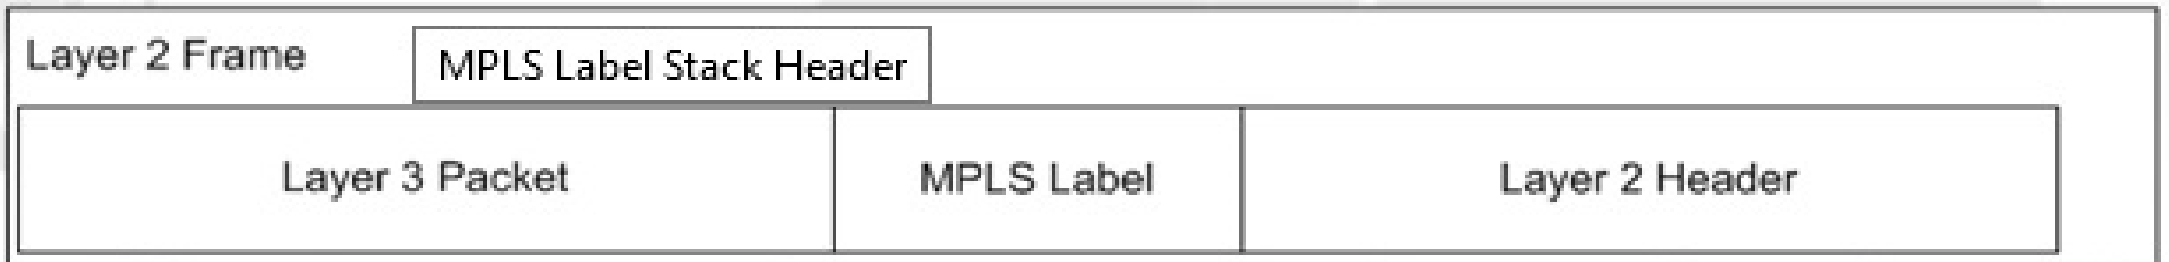 Layer 2 Frame
MPLS Label Stack Header
Layer 3 Packet
MPLS Label
Layer 2 Header